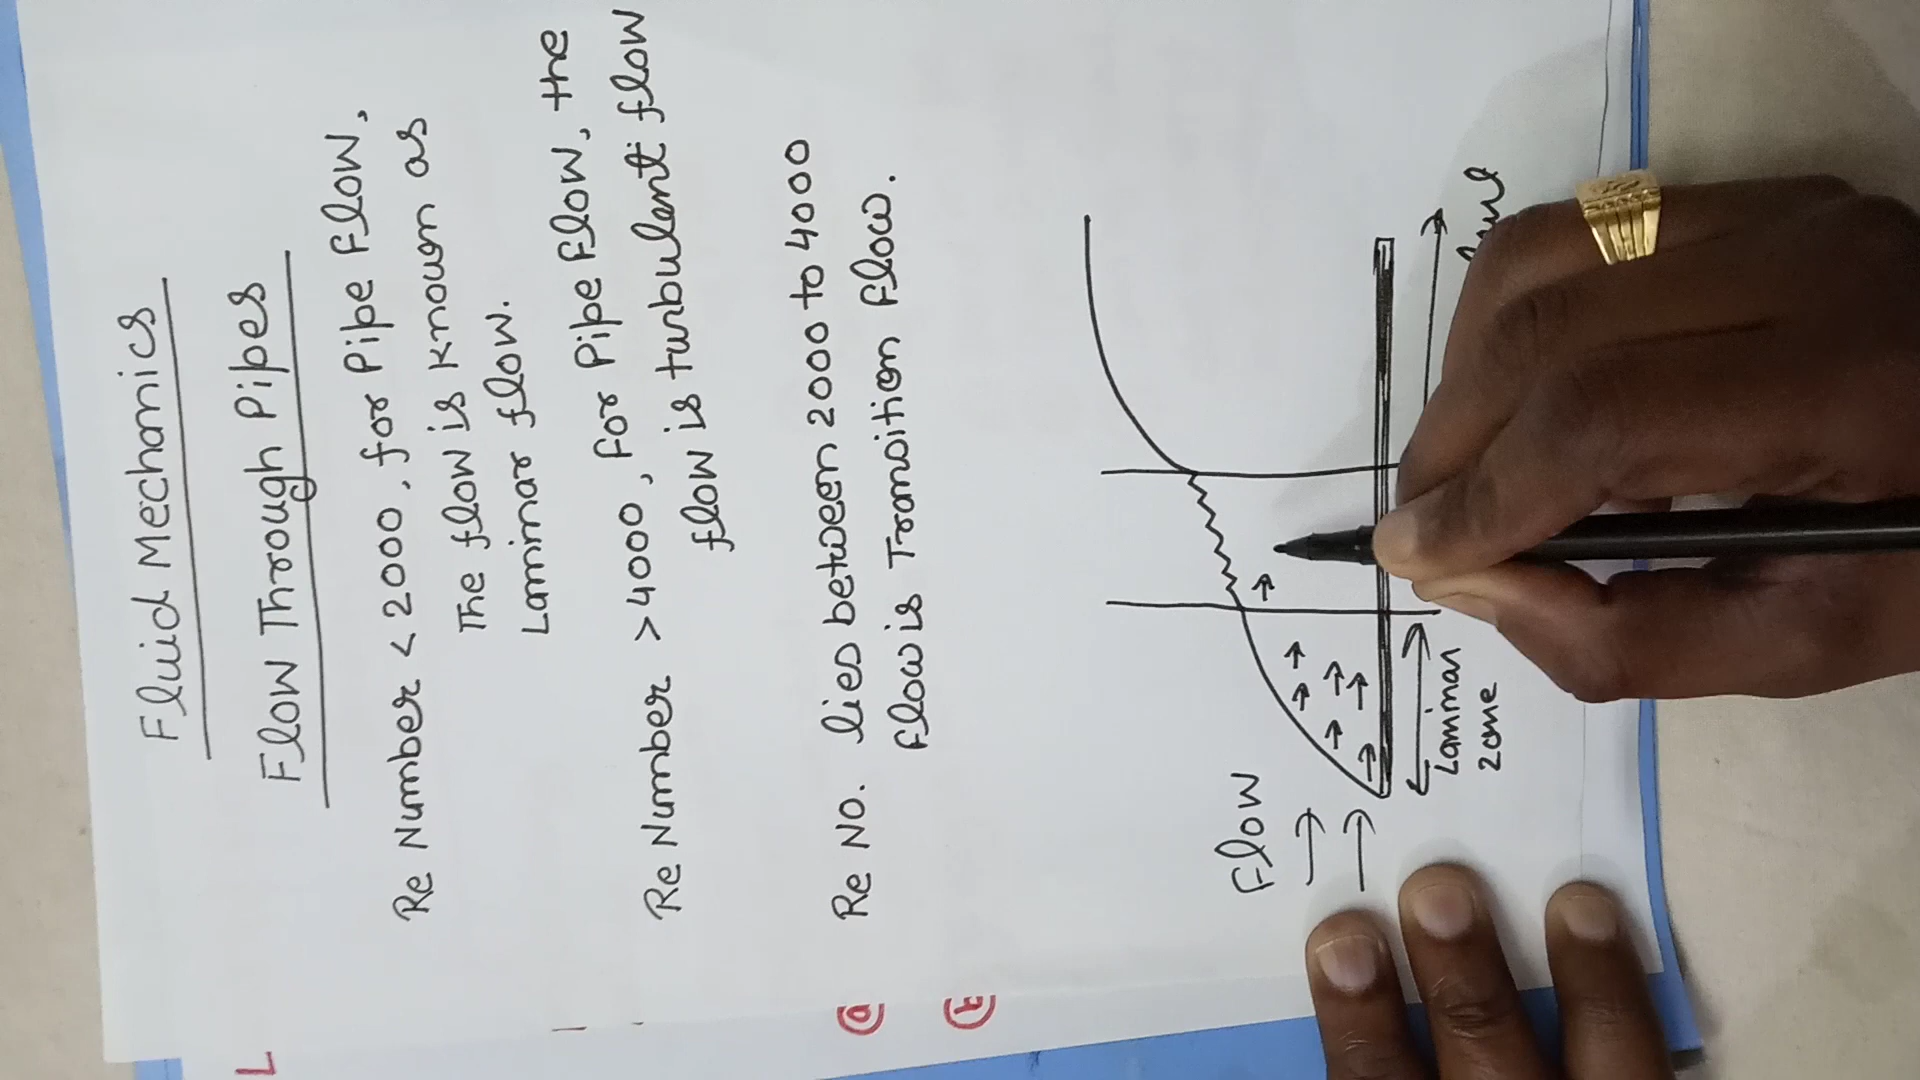 Fluid Mechanics
Flow Through Pipes
Re Number < 2000, for Pipe Flow,
The flow is known as
Laminar flow.
Re Number > 4000, for Pipe Flow, the
flow is turbulent flow
Re No. lies between 2000 to 4000
flow is Transition Flow.
Flow
Laminar
zone